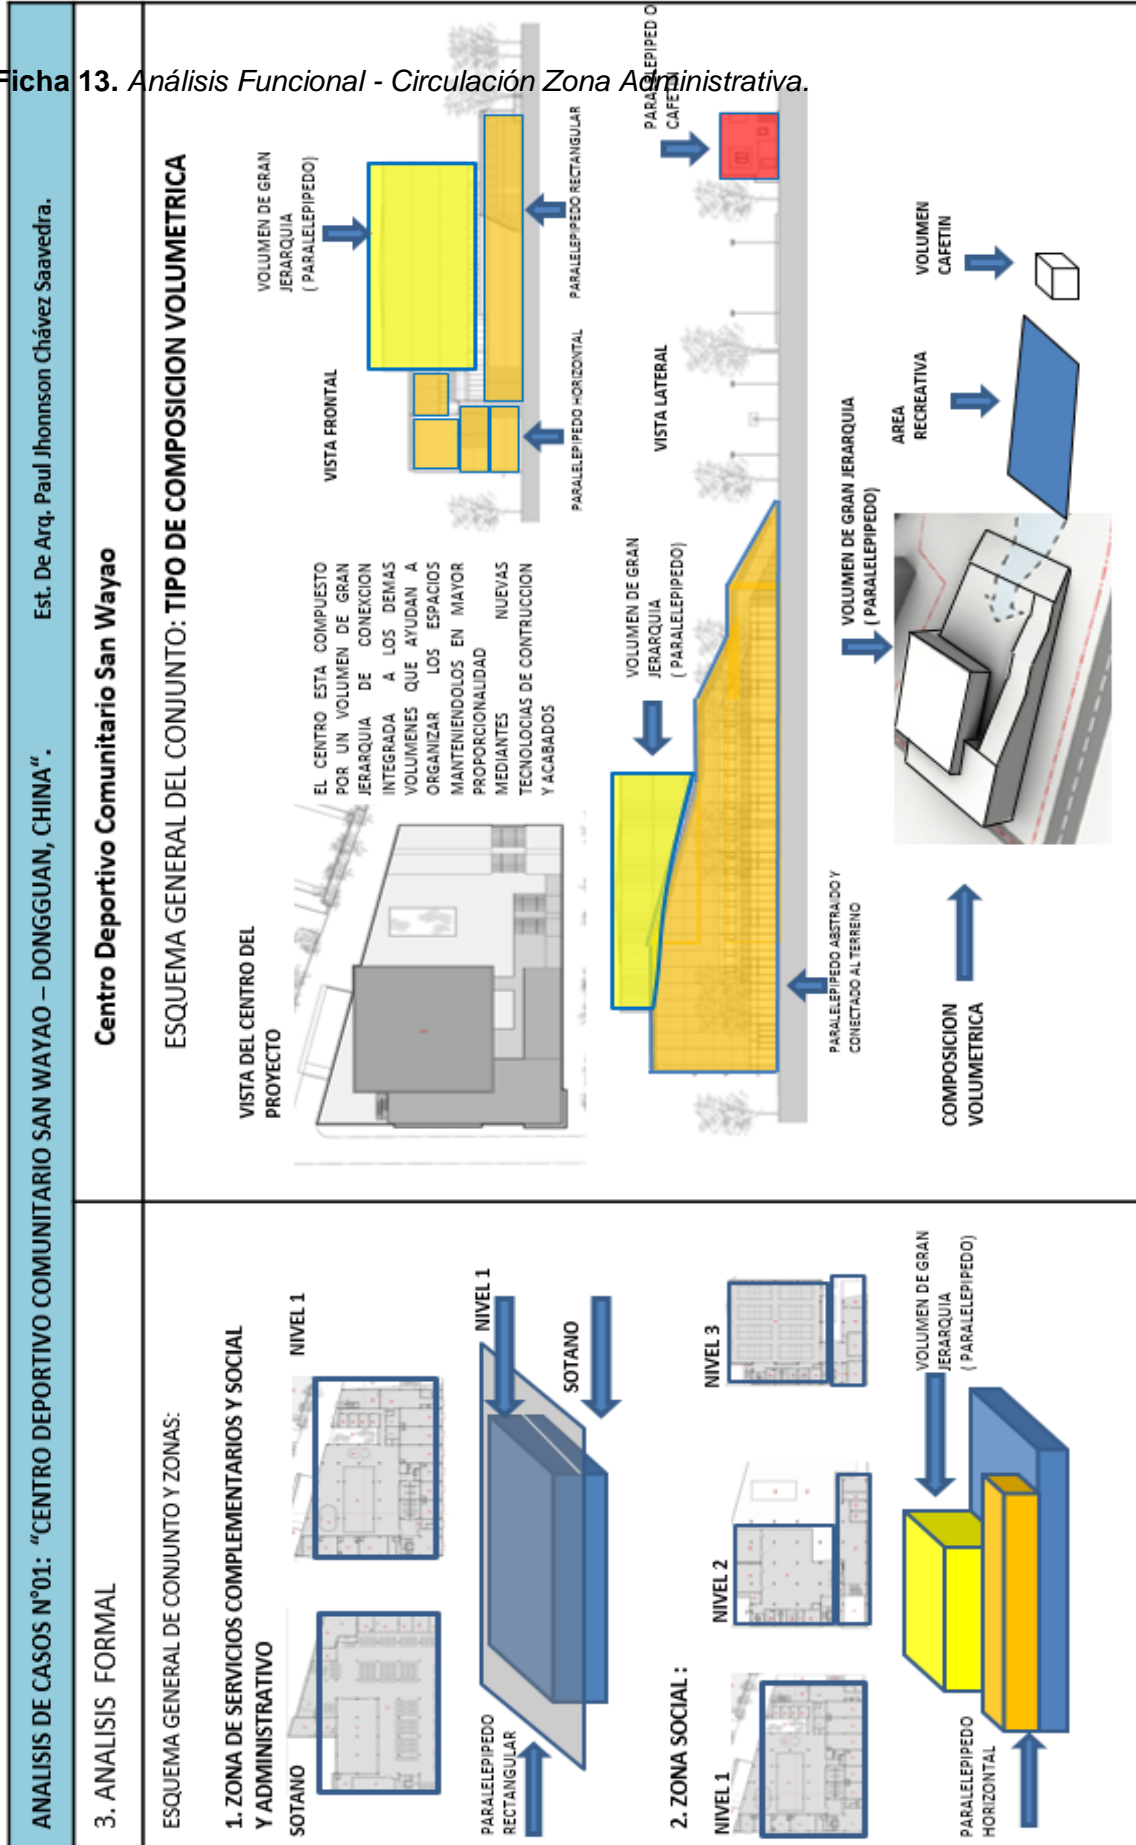 Ficha 13. Análisis Funcional - Circulación Zona Administrativa.
ANALISIS DE CASOS N°01: "CENTRO DEPORTIVO COMUNITARIO SAN WAYAO – DONGGUAN, CHINA".
Est. De Arq. Paul Jhonnson Chávez Saavedra.
3. ANALISIS FORMAL
Centro Deportivo Comunitario San Wayao
ESQUEMA GENERAL DE CONJUNTO Y ZONAS:
1. ZONA DE SERVICIOS COMPLEMENTARIOS Y SOCIAL
Y ADMINISTRATIVO
SOTANO
NIVEL 1
PARALELEPIPEDO
RECTANGULAR
NIVEL 1
SOTANO
2. ZONA SOCIAL :
NIVEL 1
NIVEL 2
NIVEL 3
PARALELEPIPEDO
HORIZONTAL
VOLUMEN DE GRAN
JERARQUIA
( PARALELEPIPEDO)
ESQUEMA GENERAL DEL CONJUNTO: TIPO DE COMPOSICION VOLUMETRICA
VISTA DEL CENTRO DEL
PROYECTO
EL CENTRO ESTA COMPUESTO
POR UN VOLUMEN DE GRAN
JERARQUIA DE CONEXCION
INTEGRADA A LOS DEMAS
VOLUMENES QUE AYUDAN A
ORGANIZAR LOS ESPACIOS
MANTENIENDOLOS EN MAYOR
PROPORCIONALIDAD
MEDIANTES NUEVAS
TECNOLOGIAS DE CONTRUCCION
Y ACABADOS
VISTA FRONTAL
VOLUMEN DE GRAN
JERARQUIA
( PARALELEPIPEDO)
PARALELEPIPEDO HORIZONTAL
PARALELEPIPEDO RECTANGULAR
VOLUMEN DE GRAN
JERARQUIA
( PARALELEPIPEDO)
VISTA LATERAL
PARALELEPIPED O
CAFETIN
PARALELEPIPEDO ABSTRAIDO Y
CONECTADO AL TERRENO
COMPOSICION
VOLUMETRICA
VOLUMEN DE GRAN JERARQUIA
( PARALELEPIPEDO)
AREA
RECREATIVA
VOLUMEN
CAFETIN